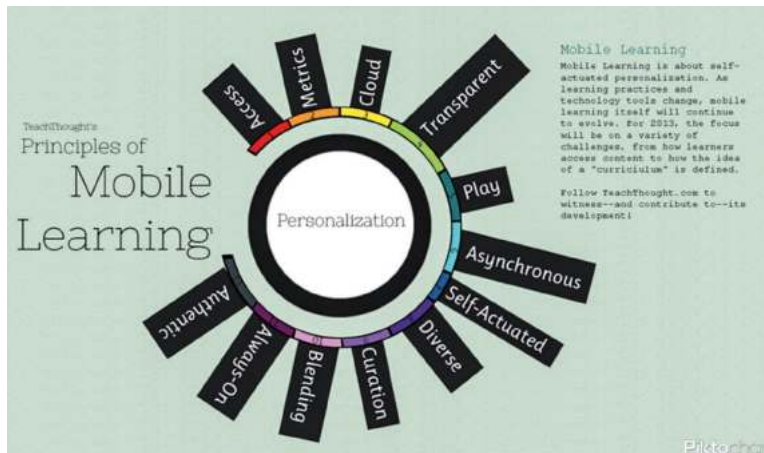 TeachThought's
Principles of
Mobile
Learning
Access
Metrics
Cloud
Transparent
Play
Asynchronous
Self-Actuated
Diverse
Curation
Blending
Always-On
Authentic
Personalization
Mobile Learning
Mobile Learning is about self-
actuated personalization. As
learning practices and
technology tools change, mobile
learning itself will continue
to evolve. For 2013, the focus
will be on a variety of
challenges, from how learners
access content to how the idea
of a "curriciulum" is defined.
Follow TeachThought.com to
witness--and contribute to--its
development!